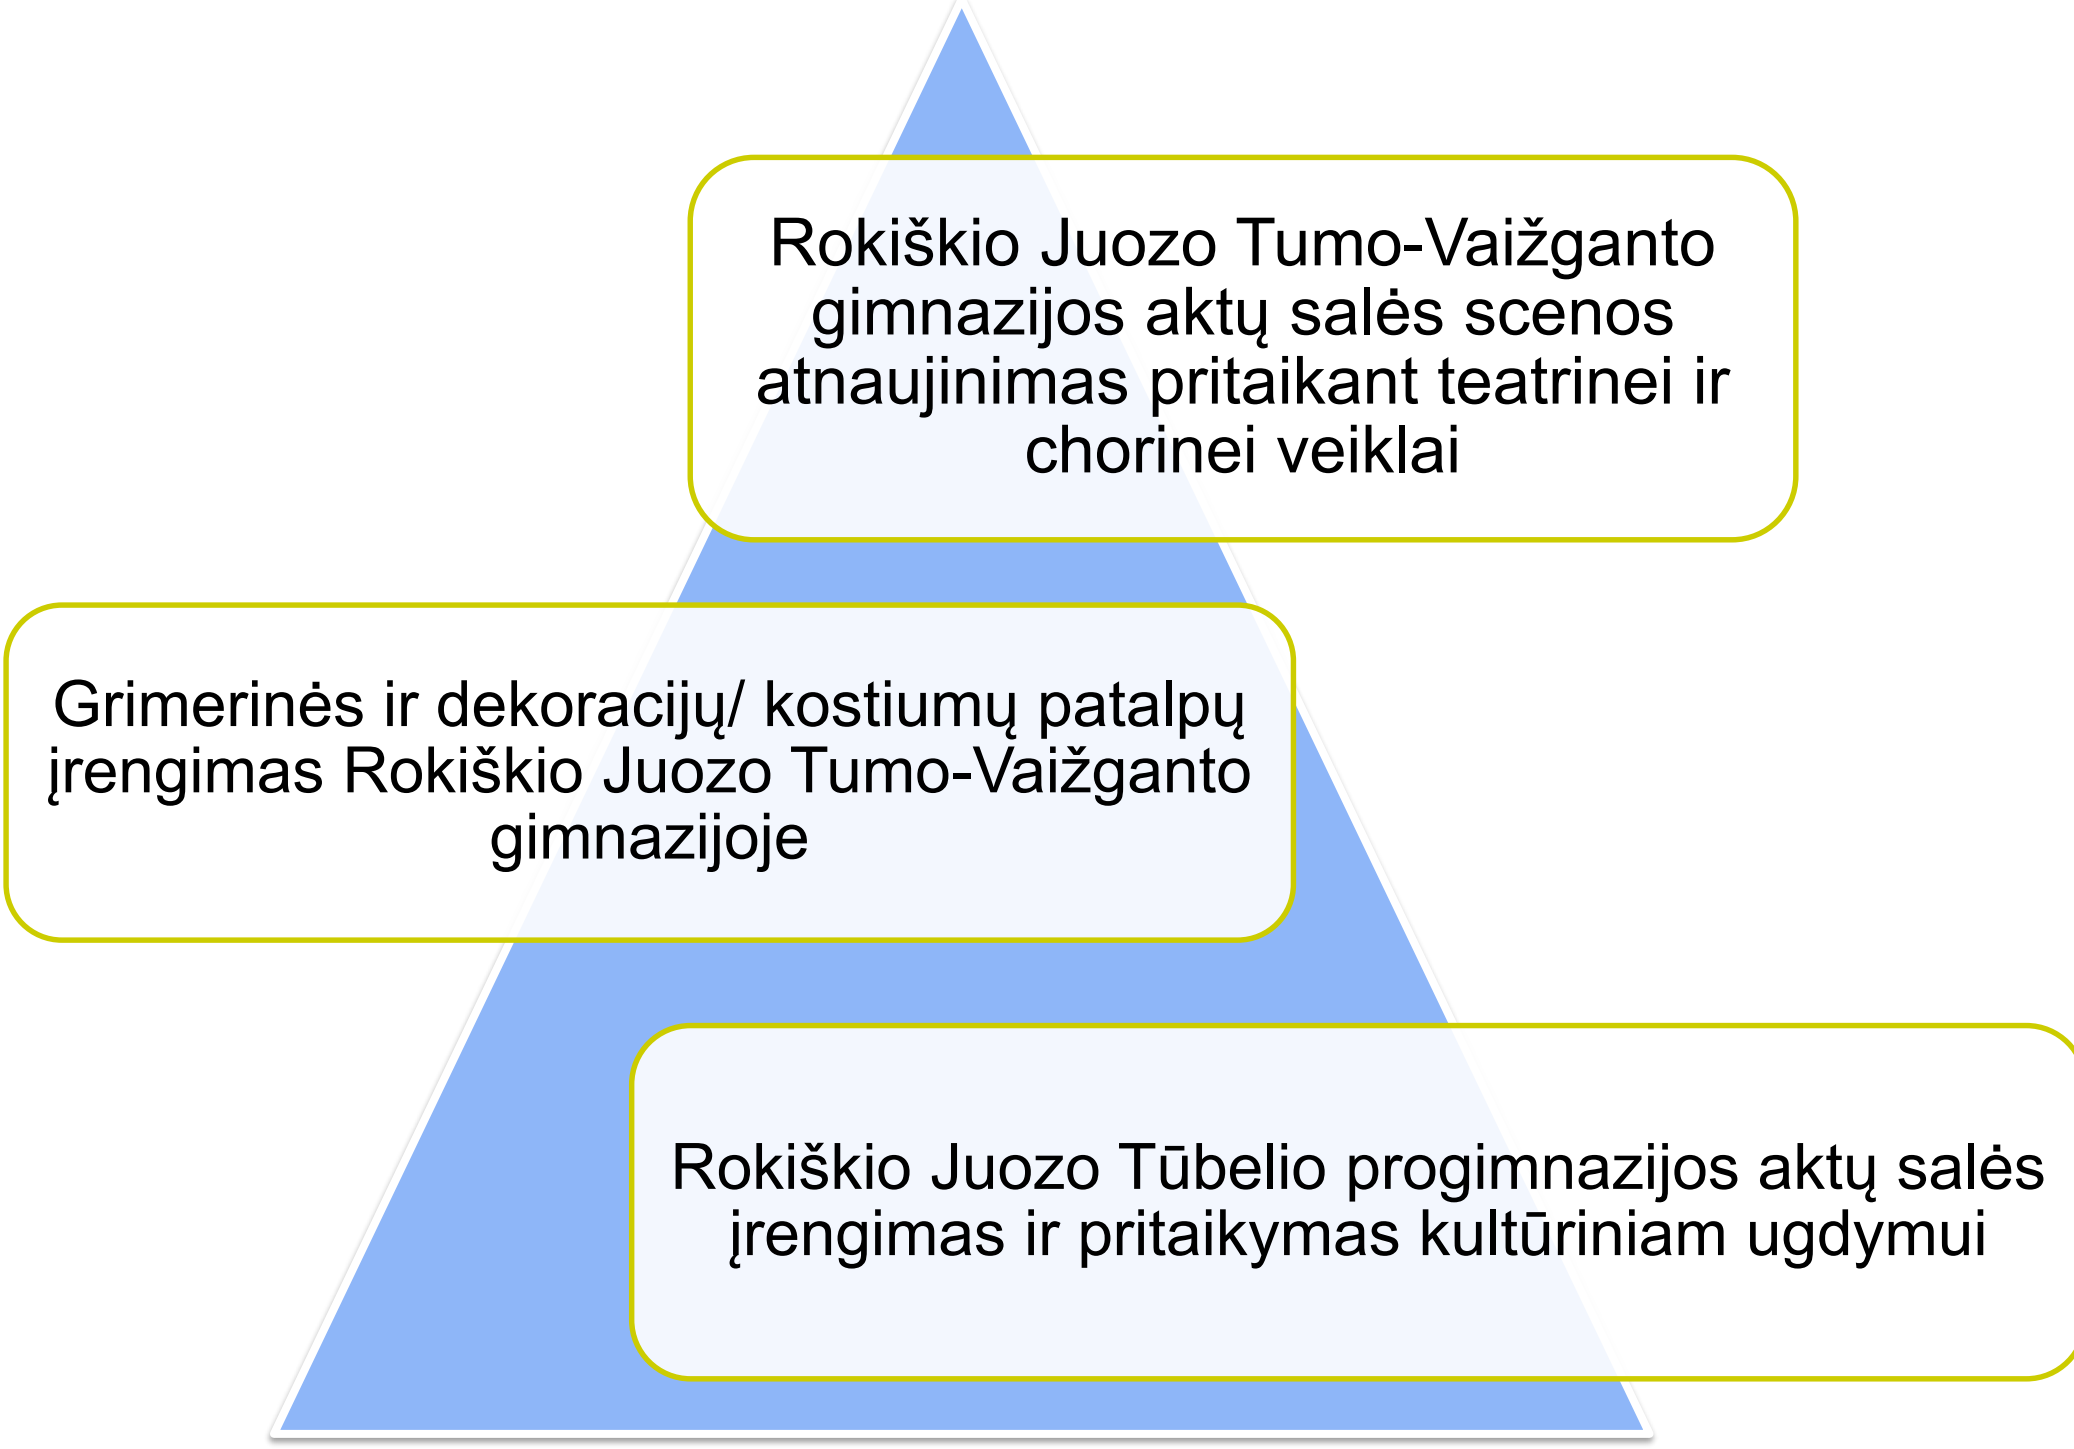 Rokiškio Juozo Tumo-Vaižganto
gimnazijos aktų salės scenos
atnaujinimas pritaikant teatrinei ir
chorinei veiklai
Grimerinės ir dekoracijų/ kostiumų patalpų
įrengimas Rokiškio Juozo Tumo-Vaižganto
gimnazijoje
Rokiškio Juozo Tūbelio progimnazijos aktų salės
įrengimas ir pritaikymas kultūriniam ugdymui